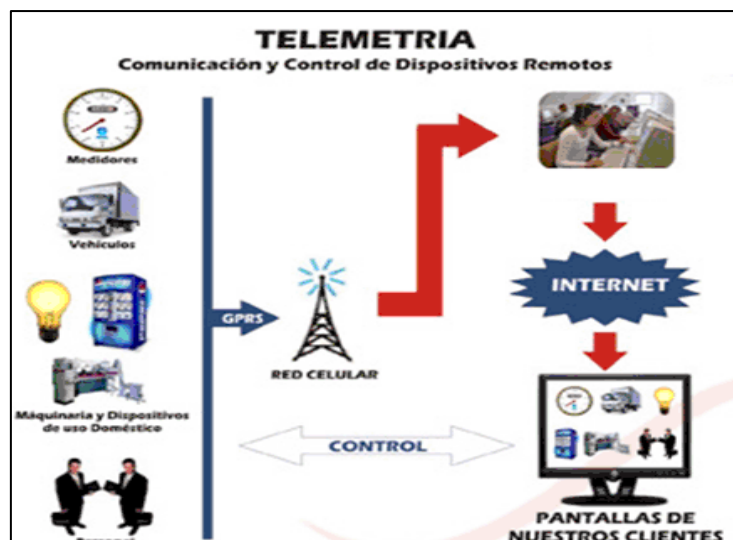 TELEMETRIA
Comunicación y Control de Dispositivos Remotos
Medidores
Vehículos
Máquinaria y Dispositivos
de uso Doméstico
GPRS
RED CELULAR
INTERNET
CONTROL
PANTALLAS DE
NUESTROS CLIENTES